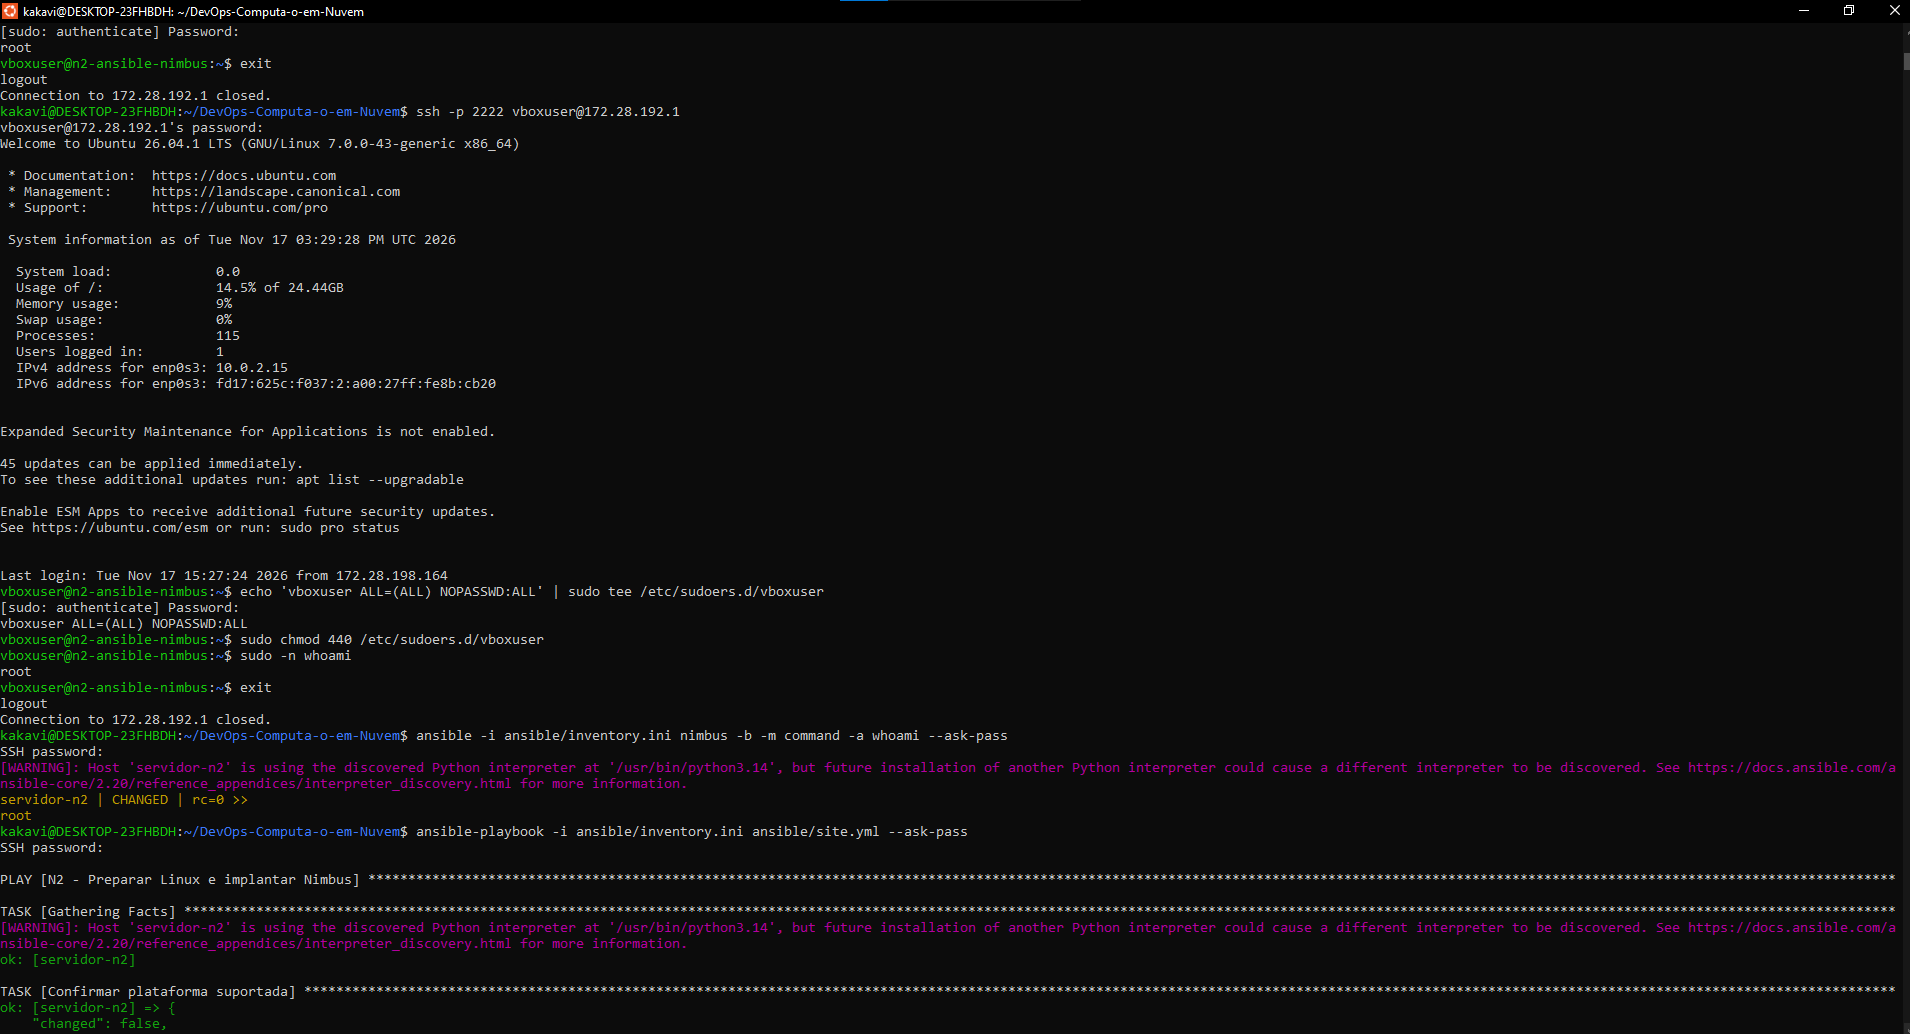 kakavi@DESKTOP-23FHBDH: ~/DevOps-Computa-o-em-Nuvem
[sudo: authenticate] Password:
root
vboxuser@n2-ansible-nimbus:~$ exit
logout
Connection to 172.28.192.1 closed.
kakavi@DESKTOP-23FHBDH:~/DevOps-Computa-o-em-Nuvem$ ssh -p 2222 vboxuser@172.28.192.1
vboxuser@172.28.192.1's password:
Welcome to Ubuntu 26.04.1 LTS (GNU/Linux 7.0.0-43-generic x86_64)
* Documentation:  https://docs.ubuntu.com
* Management:     https://landscape.canonical.com
* Support:        https://ubuntu.com/pro
System information as of Tue Nov 17 03:29:28 PM UTC 2026
System load:             0.0
Usage of /:              14.5% of 24.44GB
Memory usage:            9%
Swap usage:              0%
Processes:               115
Users logged in:         1
IPv4 address for enp0s3: 10.0.2.15
IPv6 address for enp0s3: fd17:625c:f037:2:a00:27ff:fe8b:cb20
Expanded Security Maintenance for Applications is not enabled.
45 updates can be applied immediately.
To see these additional updates run: apt list --upgradable
Enable ESM Apps to receive additional future security updates.
See https://ubuntu.com/esm or run: sudo pro status
Last login: Tue Nov 17 15:27:24 2026 from 172.28.198.164
vboxuser@n2-ansible-nimbus:~$ echo 'vboxuser ALL=(ALL) NOPASSWD:ALL' | sudo tee /etc/sudoers.d/vboxuser
[sudo: authenticate] Password:
vboxuser ALL=(ALL) NOPASSWD:ALL
vboxuser@n2-ansible-nimbus:~$ sudo chmod 440 /etc/sudoers.d/vboxuser
vboxuser@n2-ansible-nimbus:~$ sudo -n whoami
root
vboxuser@n2-ansible-nimbus:~$ exit
logout
Connection to 172.28.192.1 closed.
kakavi@DESKTOP-23FHBDH:~/DevOps-Computa-o-em-Nuvem$ ansible -i ansible/inventory.ini nimbus -b -m command -a whoami --ask-pass
SSH password:
[WARNING]: Host 'servidor-n2' is using the discovered Python interpreter at '/usr/bin/python3.14', but future installation of another Python interpreter could cause a different interpreter to be discovered. See https://docs.ansible.com/a
nsible-core/2.20/reference_appendices/interpreter_discovery.html for more information.
servidor-n2 | CHANGED | rc=0 >>
root
kakavi@DESKTOP-23FHBDH:~/DevOps-Computa-o-em-Nuvem$ ansible-playbook -i ansible/inventory.ini ansible/site.yml --ask-pass
SSH password:
PLAY [N2 - Preparar Linux e implantar Nimbus] ***********************************************************************************************************************************************************************************************
TASK [Gathering Facts] **********************************************************************************************************************************************************************************************************************
[WARNING]: Host 'servidor-n2' is using the discovered Python interpreter at '/usr/bin/python3.14', but future installation of another Python interpreter could cause a different interpreter to be discovered. See https://docs.ansible.com/a
nsible-core/2.20/reference_appendices/interpreter_discovery.html for more information.
ok: [servidor-n2]
TASK [Confirmar plataforma suportada] *******************************************************************************************************************************************************************************************************
ok: [servidor-n2] => {
"changed": false,